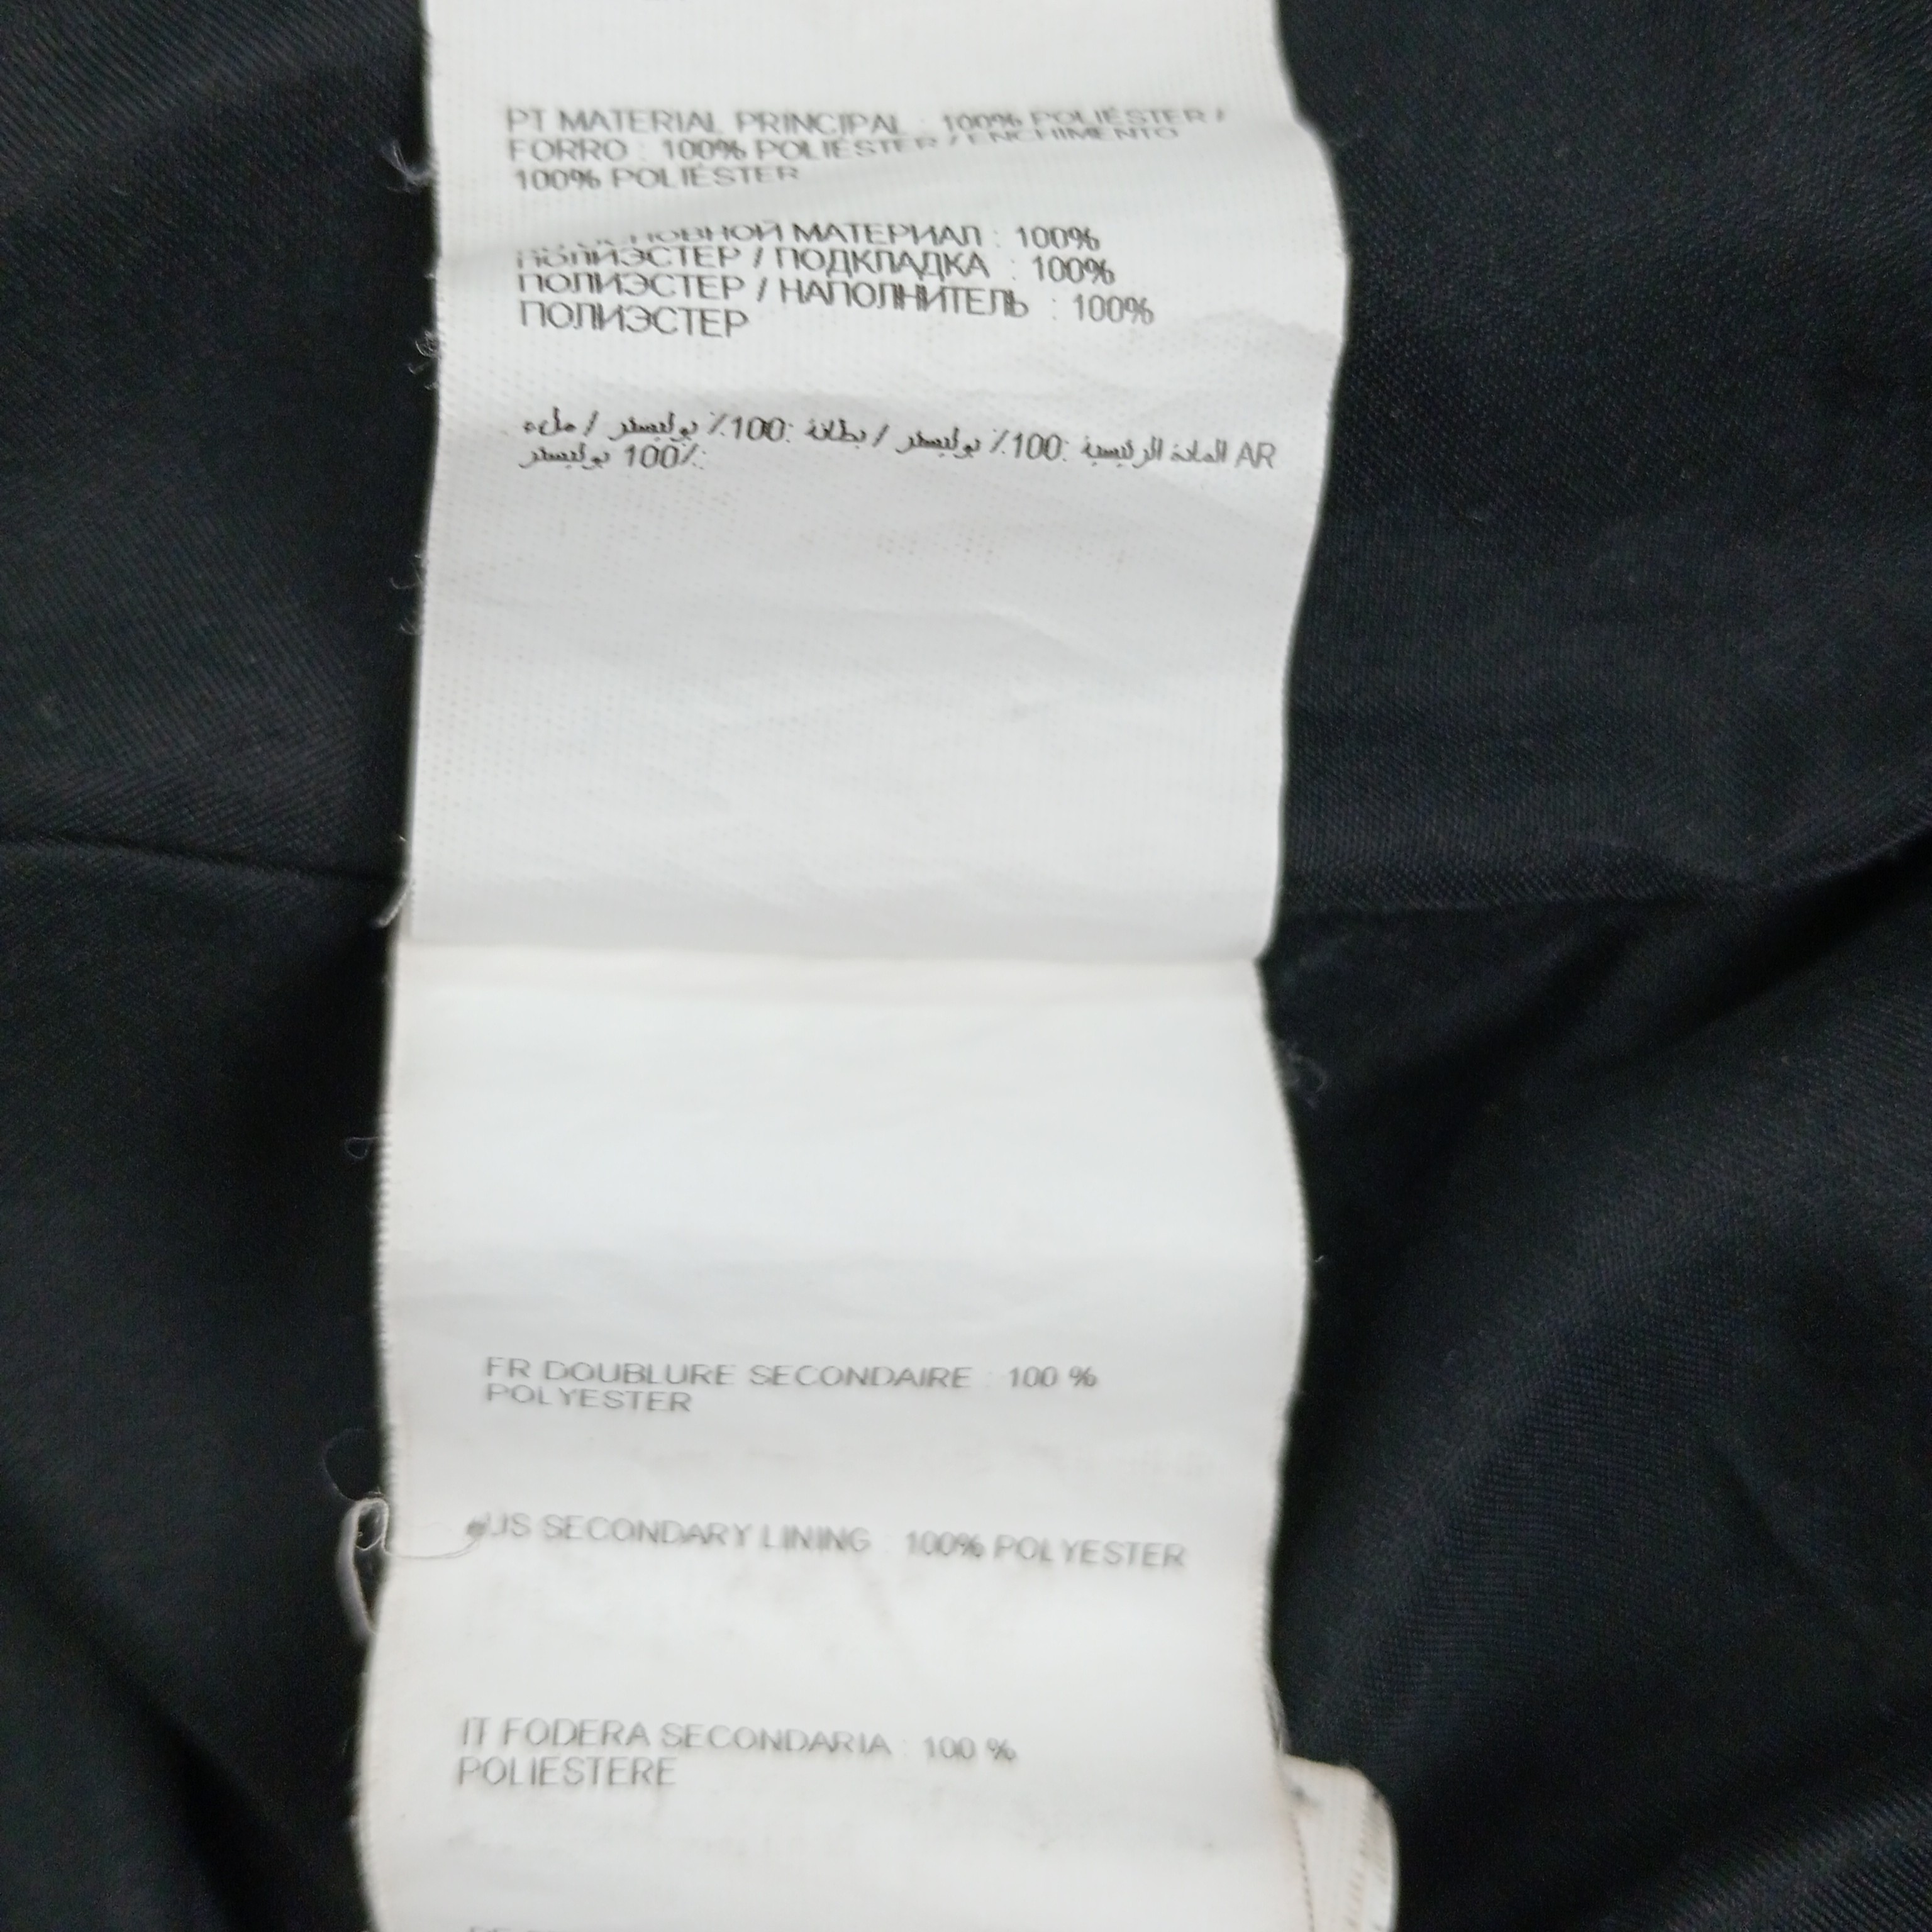 PT MATERIAL PRINCIPAL : 100% POLIÉSTER /
FORRO : 100% POLIÉSTER / ENCHIMENTO
100% POLIÉSTER
ОСНОВНОЙ МАТЕРИАЛ : 100%
ПОЛИЭСТЕР / ПОДКЛАДКА : 100%
ПОЛИЭСТЕР / НАПОЛНИТЕЛЬ : 100%
ПОЛИЭСТЕР
AR المادة الرئيسية :100٪ بوليستر / بطانة :100٪ بوليستر / ملء
:100٪ بوليستر
FR DOUBLURE SECONDAIRE : 100 %
POLYESTER
US SECONDARY LINING : 100% POLYESTER
IT FODERA SECONDARIA : 100 %
POLIESTERE